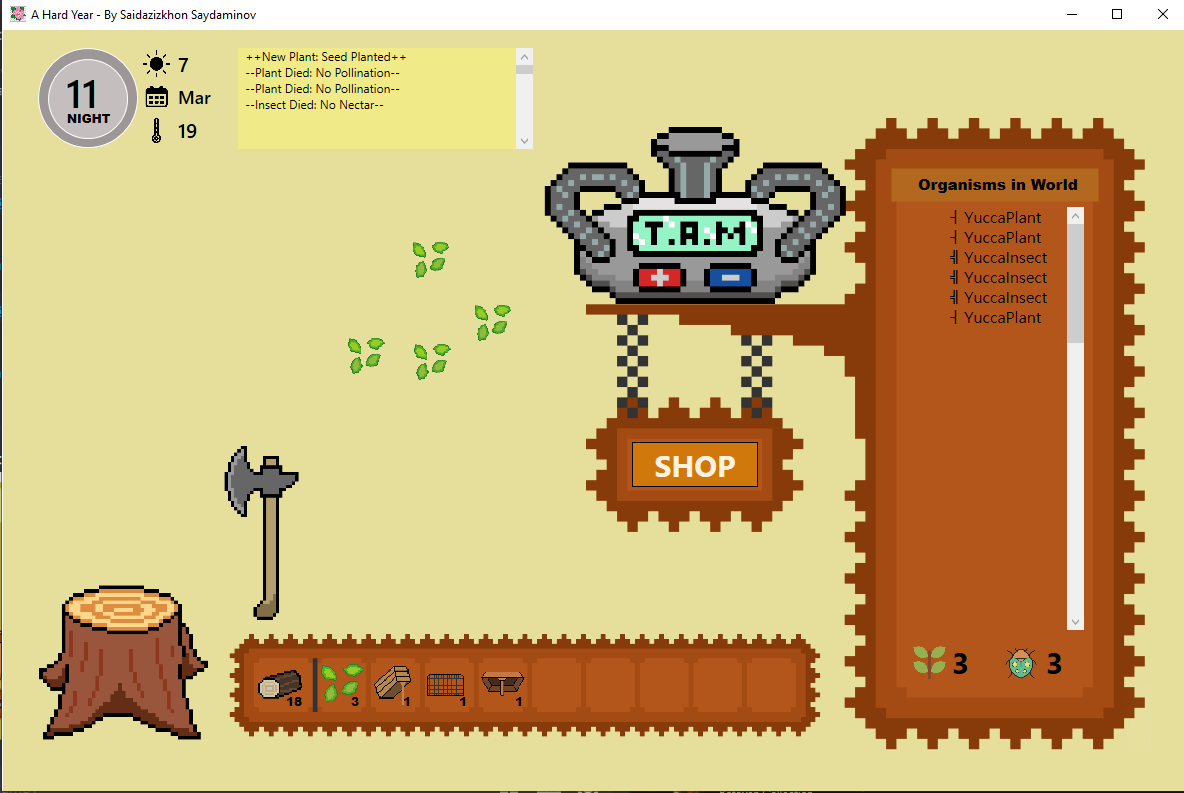 A Hard Year - By Saidazizkhon Saydaminov
11
NIGHT
7
Mar
19
++New Plant: Seed Planted++
--Plant Died: No Pollination--
--Plant Died: No Pollination--
--Insect Died: No Nectar--
T.A.M
SHOP
Organisms in World
┤ YuccaPlant
┤ YuccaPlant
╣ YuccaInsect
╣ YuccaInsect
╣ YuccaInsect
┤ YuccaPlant
3
3
18
3
1
1
1